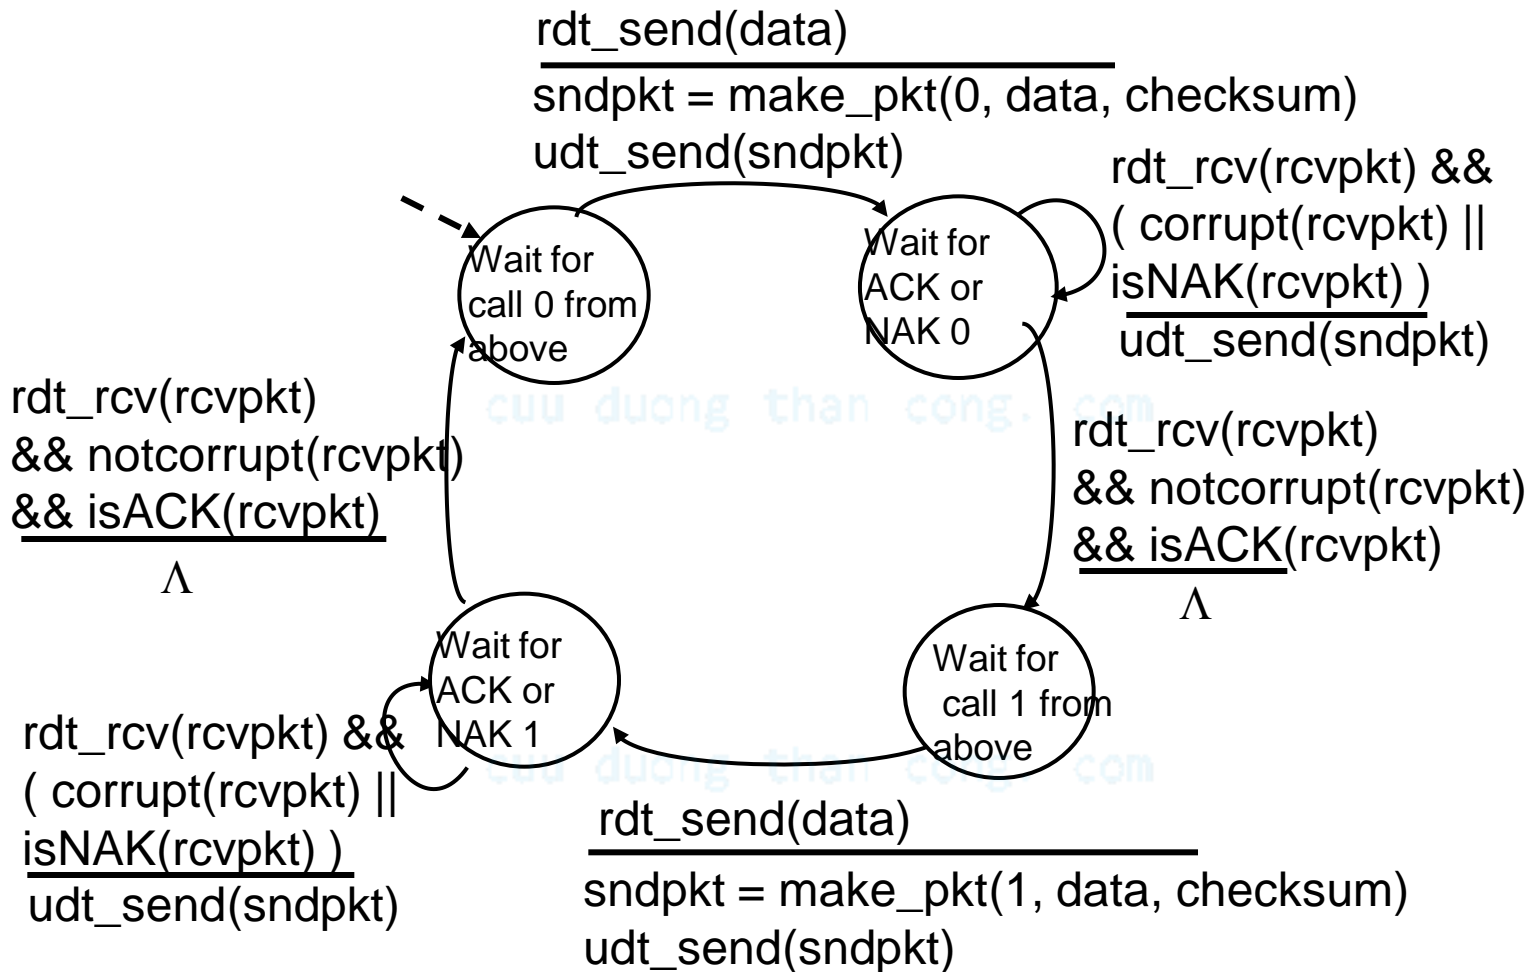 rdt_send(data)
sndpkt = make_pkt(0, data, checksum)
udt_send(sndpkt)
rdt_rcv(rcvpkt) &&
( corrupt(rcvpkt) ||
isNAK(rcvpkt) )
udt_send(sndpkt)
Wait for
call 0 from
above
Wait for
ACK or
NAK 0
rdt_rcv(rcvpkt)
&& notcorrupt(rcvpkt)
&& isACK(rcvpkt)
Λ
cuu duong than cong. com
rdt_rcv(rcvpkt)
&& notcorrupt(rcvpkt)
&& isACK(rcvpkt)
Λ
Wait for
ACK or
NAK 1
Wait for
call 1 from
above
rdt_rcv(rcvpkt) &&
( corrupt(rcvpkt) ||
isNAK(rcvpkt) )
udt_send(sndpkt)
cuu duong than cong. com
rdt_send(data)
sndpkt = make_pkt(1, data, checksum)
udt_send(sndpkt)